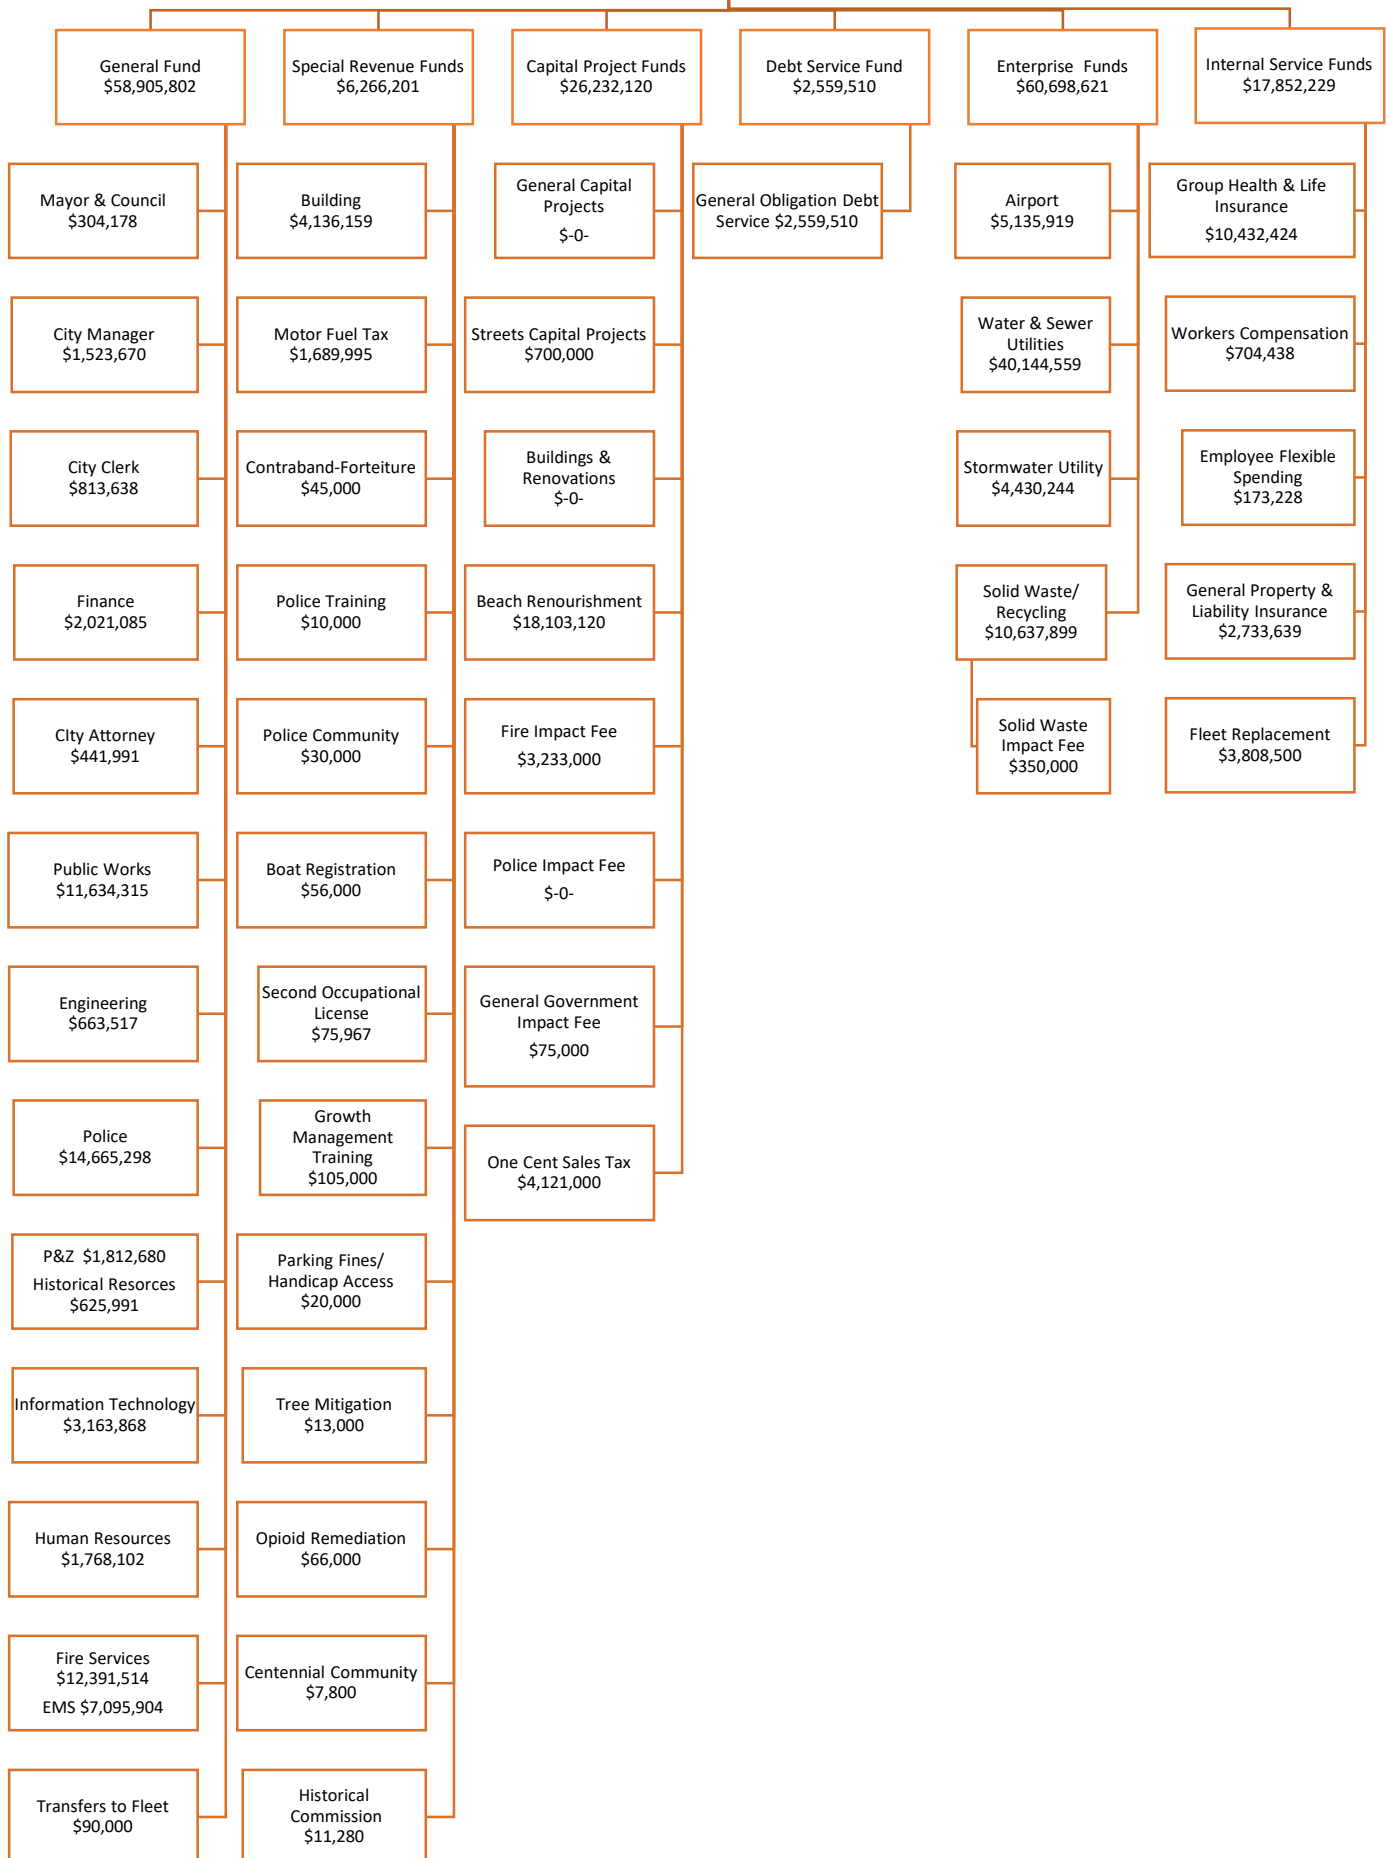 General Fund
$58,905,802
Special Revenue Funds
$6,266,201
Capital Project Funds
$26,232,120
Debt Service Fund
$2,559,510
Enterprise Funds
$60,698,621
Internal Service Funds
$17,852,229
Mayor & Council
$304,178
City Manager
$1,523,670
City Clerk
$813,638
Finance
$2,021,085
CIty Attorney
$441,991
Public Works
$11,634,315
Engineering
$663,517
Police
$14,665,298
P&Z $1,812,680
Historical Resorces
$625,991
Information Technology
$3,163,868
Human Resources
$1,768,102
Fire Services
$12,391,514
EMS $7,095,904
Transfers to Fleet
$90,000
Building
$4,136,159
Motor Fuel Tax
$1,689,995
Contraband-Forteiture
$45,000
Police Training
$10,000
Police Community
$30,000
Boat Registration
$56,000
Second Occupational
License
$75,967
Growth
Management
Training
$105,000
Parking Fines/
Handicap Access
$20,000
Tree Mitigation
$13,000
Opioid Remediation
$66,000
Centennial Community
$7,800
Historical
Commission
$11,280
General Capital
Projects
$-0-
Streets Capital Projects
$700,000
Buildings &
Renovations
$-0-
Beach Renourishment
$18,103,120
Fire Impact Fee
$3,233,000
Police Impact Fee
$-0-
General Government
Impact Fee
$75,000
One Cent Sales Tax
$4,121,000
General Obligation Debt
Service $2,559,510
Airport
$5,135,919
Water & Sewer
Utilities
$40,144,559
Stormwater Utility
$4,430,244
Solid Waste/
Recycling
$10,637,899
Solid Waste
Impact Fee
$350,000
Group Health & Life
Insurance
$10,432,424
Workers Compensation
$704,438
Employee Flexible
Spending
$173,228
General Property &
Liability Insurance
$2,733,639
Fleet Replacement
$3,808,500